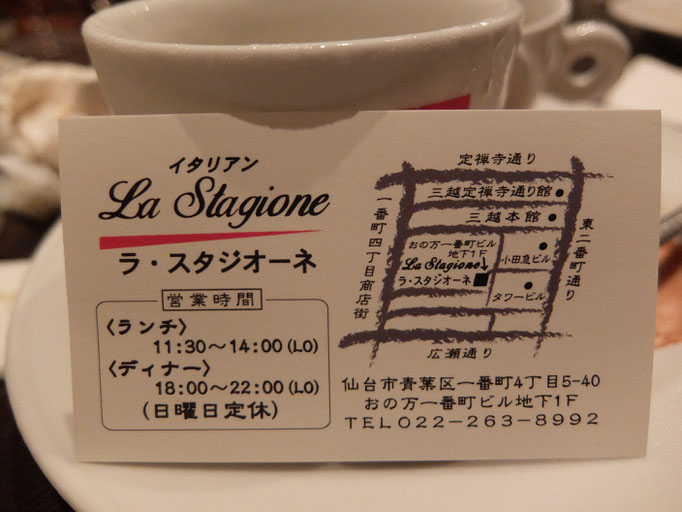 イタリアン
La Stagione
ラ・スタジオーネ
営業時間
〈ランチ〉
11:30〜14:00(LO)
〈ディナー〉
18:00〜22:00(LO)
(日曜日定休)
定禅寺通り
三越定禅寺通り館
三越本館
一番町四丁目商店街
東二番町通り
おの万一番町ビル
地下1F
La Stagione
ラ・スタジオーネ
小田急ビル
タワービル
広瀬通り
仙台市青葉区一番町4丁目5-40
おの万一番町ビル地下1F
TEL022-263-8992